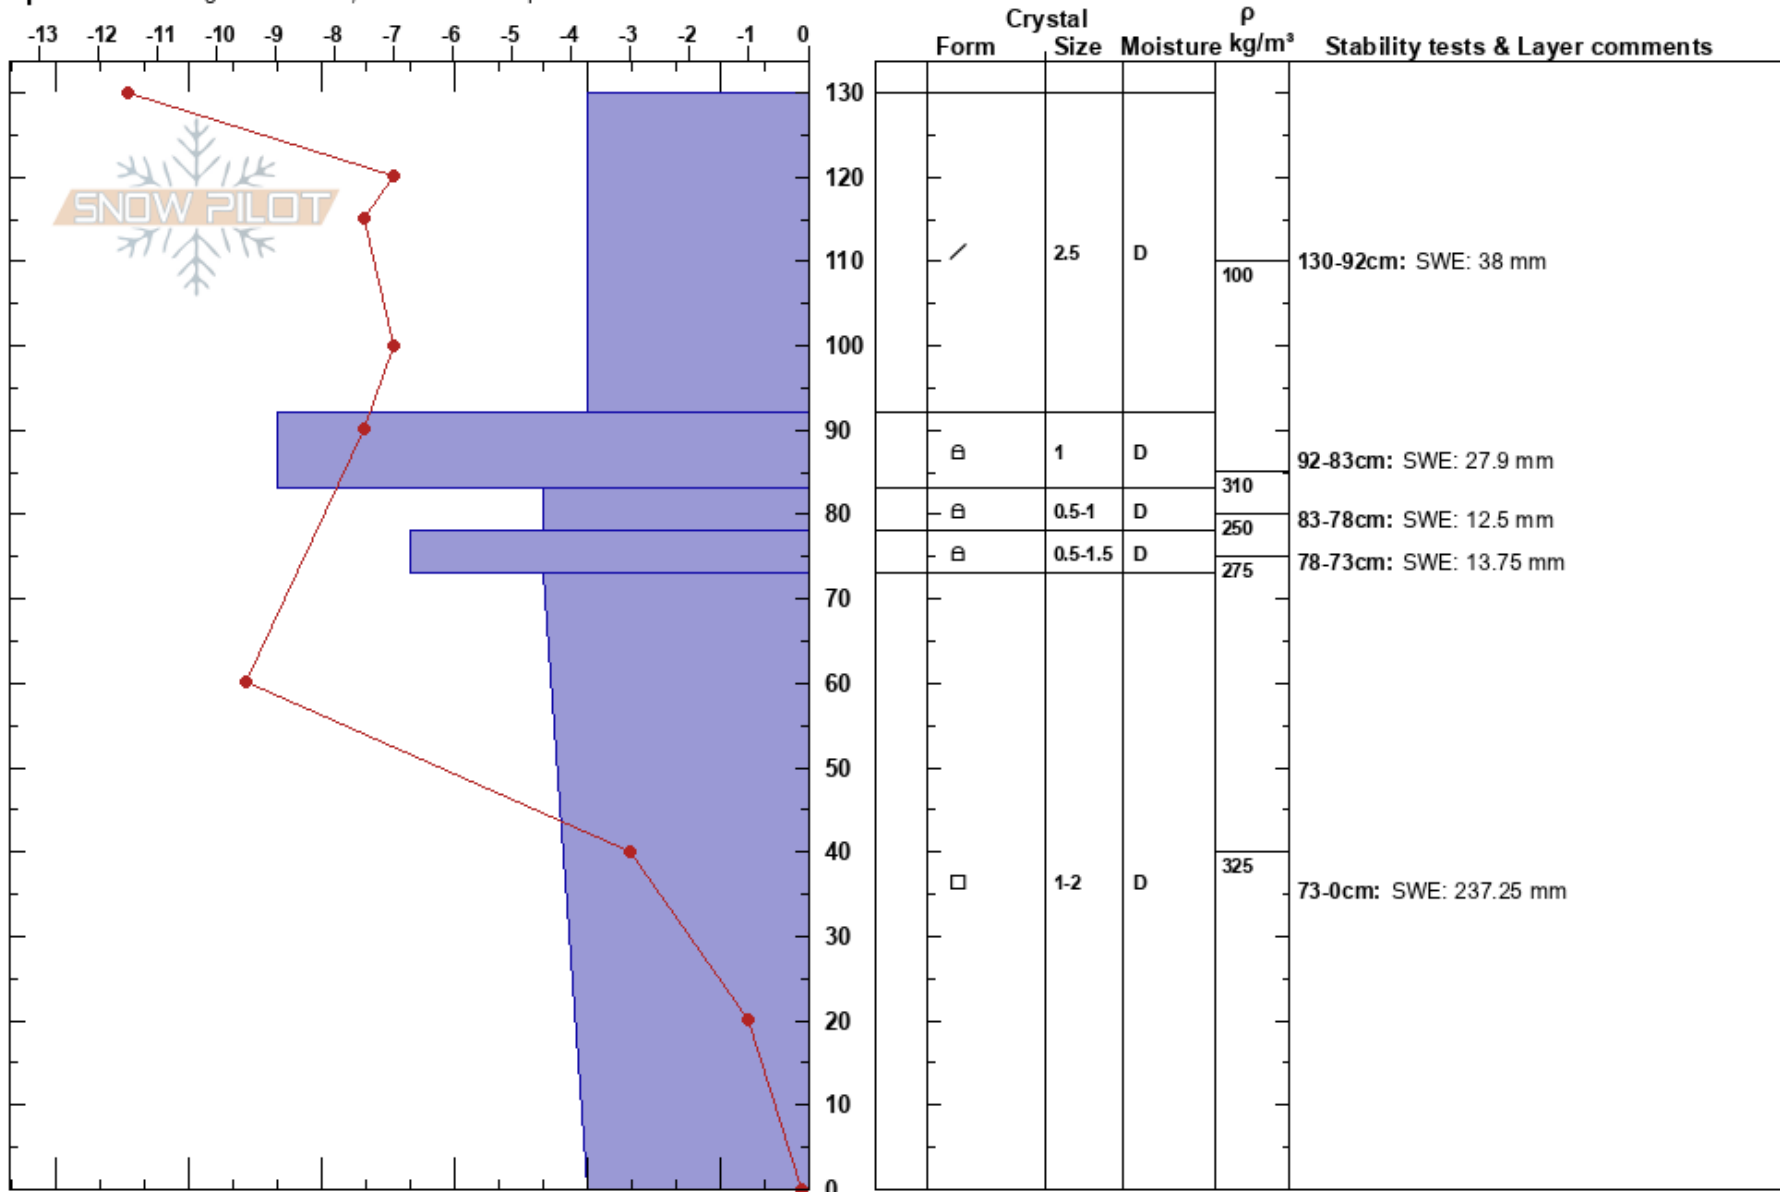 Crystal ρ
-13 -12 -11 -10 -9 -8 -7 -6 -5 -4 -3 -2 -1 0
Form Size Moisture kg/m³ Stability tests & Layer comments
130
SNOW PILOT
120
110 2.5 D 100 130-92cm: SWE: 38 mm
100
90 1 D 310 92-83cm: SWE: 27.9 mm
80 0.5-1 D 250 83-78cm: SWE: 12.5 mm
0.5-1.5 D 275 78-73cm: SWE: 13.75 mm
70
60
50
40 325
1-2 D 73-0cm: SWE: 237.25 mm
30
20
10
0